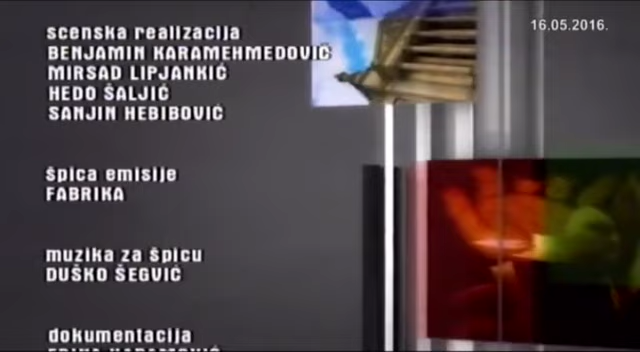 16.05.2016.
scenska realizacija
BENJAMIN KARAMEHMEDOVIĆ
MIRSAD LIPJANKIĆ
HEDO ŠALJIĆ
SANJIN HEBIBOVIĆ
špica emisije
FABRIKA
muzika za špicu
DUŠKO ŠEGVIĆ
dokumentacija